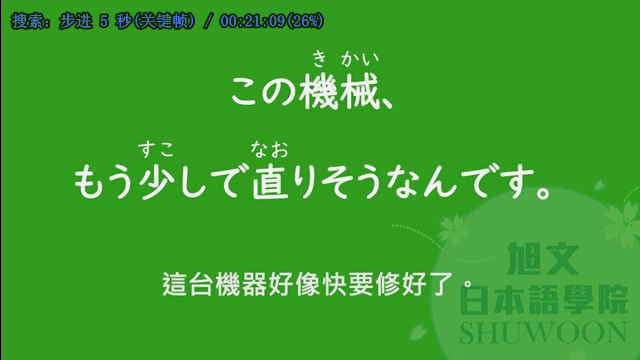 搜索: 步进 5 秒(关键帧) / 00:21:09(26%)
き かい
この機械、
すこ なお
もう少しで直りそうなんです。
這台機器好像快要修好了。
旭文
日本語學院
SHUWOON